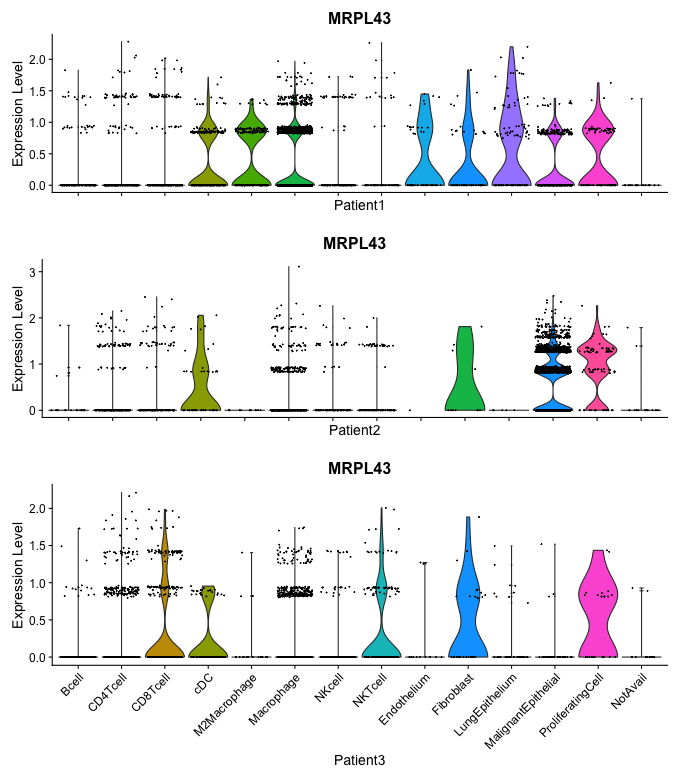 MRPL43
Expression Level
2.0
1.5
1.0
0.5
0.0
Patient1
MRPL43
Expression Level
3
2
1
0
Patient2
MRPL43
Expression Level
2.0
1.5
1.0
0.5
0.0
Bcell
CD4Tcell
CD8Tcell
cDC
M2Macrophage
Macrophage
NKcell
NKTcell
Endothelium
Fibroblast
LungEpithelium
MalignantEpithelial
ProliferatingCell
NotAvail
Patient3